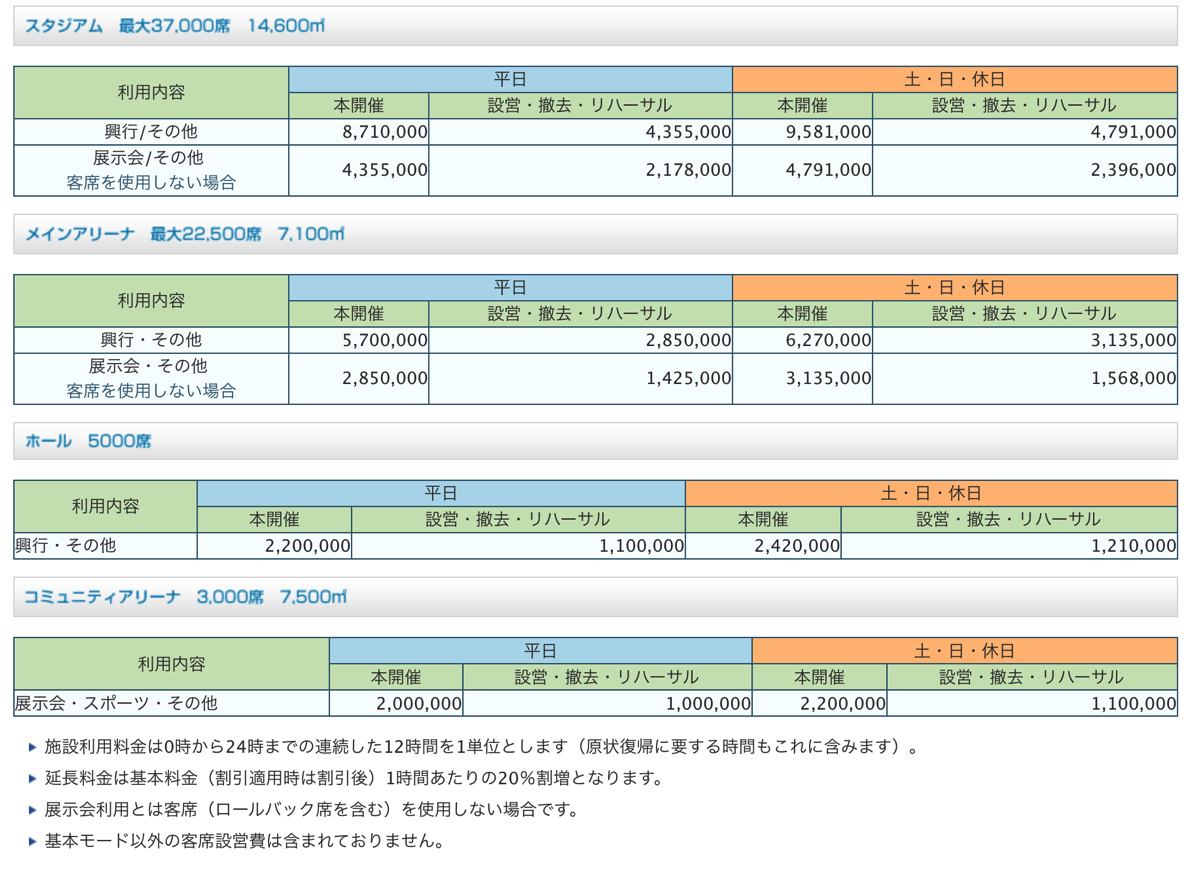 スタジアム 最大37,000席 14,600㎡
利用内容 平日 土・日・休日
本開催 設営・撤去・リハーサル 本開催 設営・撤去・リハーサル
興行/その他 8,710,000 4,355,000 9,581,000 4,791,000
展示会/その他
客席を使用しない場合 4,355,000 2,178,000 4,791,000 2,396,000
メインアリーナ 最大22,500席 7,100㎡
利用内容 平日 土・日・休日
本開催 設営・撤去・リハーサル 本開催 設営・撤去・リハーサル
興行・その他 5,700,000 2,850,000 6,270,000 3,135,000
展示会・その他
客席を使用しない場合 2,850,000 1,425,000 3,135,000 1,568,000
ホール 5000席
利用内容 平日 土・日・休日
本開催 設営・撤去・リハーサル 本開催 設営・撤去・リハーサル
興行・その他 2,200,000 1,100,000 2,420,000 1,210,000
コミュニティアリーナ 3,000席 7,500㎡
利用内容 平日 土・日・休日
本開催 設営・撤去・リハーサル 本開催 設営・撤去・リハーサル
展示会・スポーツ・その他 2,000,000 1,000,000 2,200,000 1,100,000
施設利用料金は0時から24時までの連続した12時間を1単位とします（原状復帰に要する時間もこれに含みます）。
延長料金は基本料金（割引適用時は割引後）1時間あたりの20%割増となります。
展示会利用とは客席（ロールバック席を含む）を使用しない場合です。
基本モード以外の客席設営費は含まれておりません。